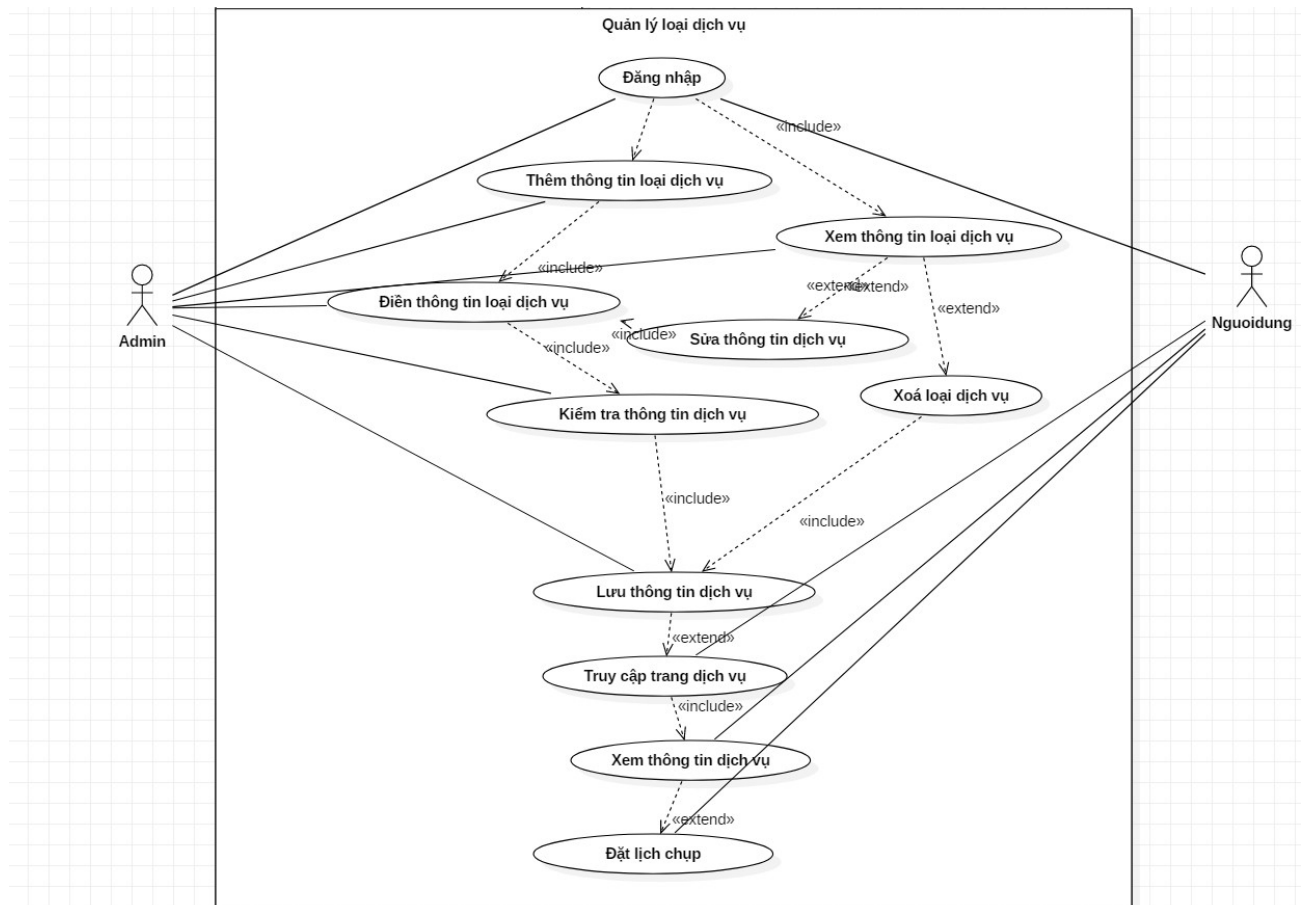 Quản lý loại dịch vụ
Đăng nhập
«include»
Thêm thông tin loại dịch vụ
Xem thông tin loại dịch vụ
«include»
«extend»
«extend»
Điền thông tin loại dịch vụ
«extend»
Admin
Nguoidung
«include»
Sửa thông tin dịch vụ
«include»
Xoá loại dịch vụ
Kiểm tra thông tin dịch vụ
«include»
«include»
Lưu thông tin dịch vụ
«extend»
Truy cập trang dịch vụ
«include»
Xem thông tin dịch vụ
«extend»
Đặt lịch chụp